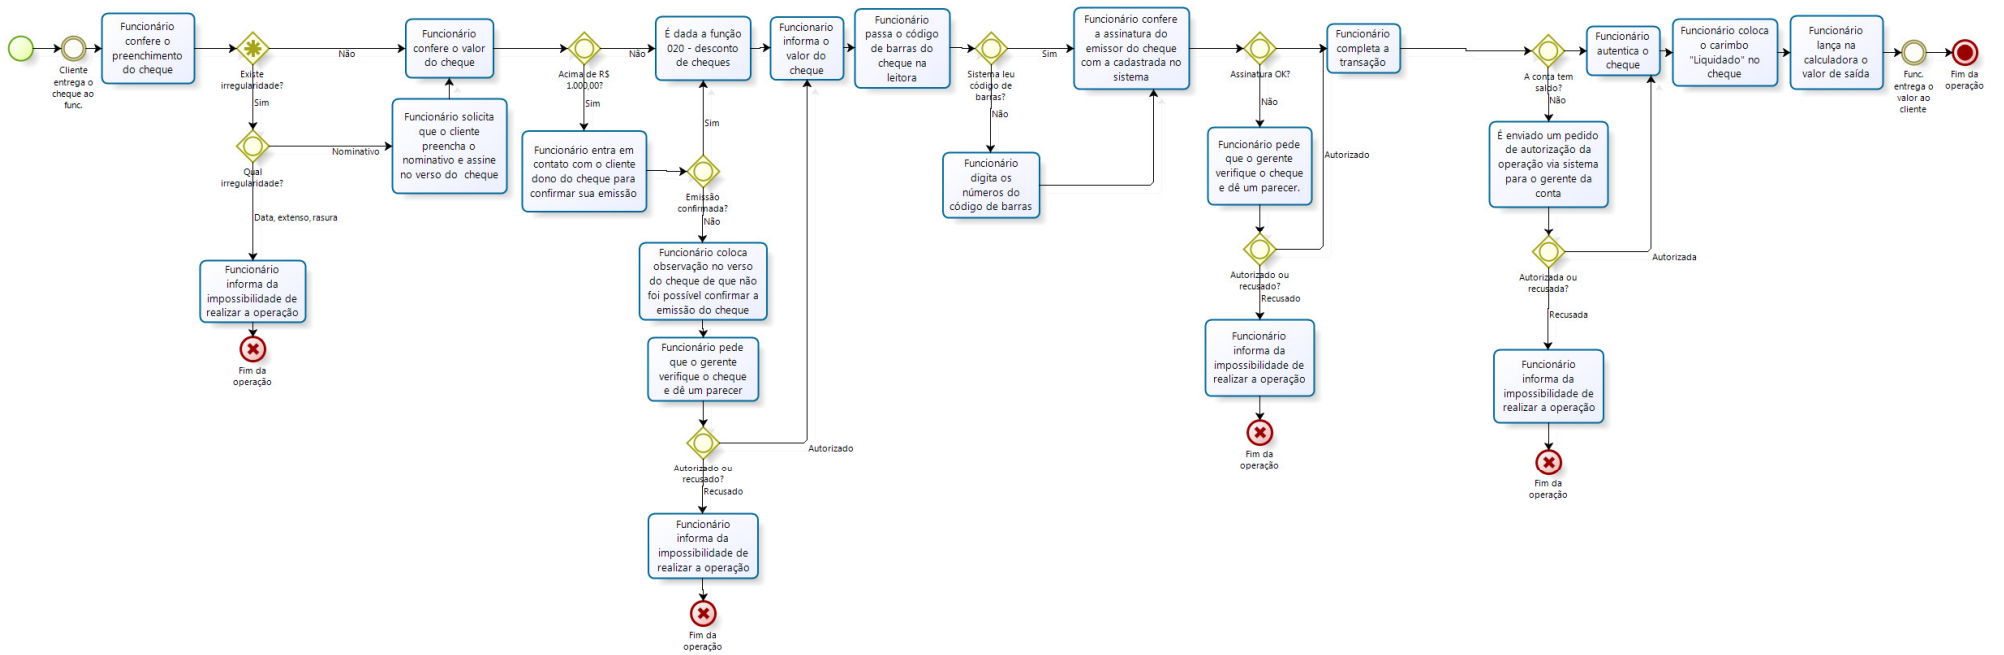 Cliente
entrega o
cheque ao
func.
Funcionário
confere o
preenchimento
do cheque
Existe
irregularidade?
Não
Sim
Qual
irregularidade?
Nominativo
Data, extenso, rasura
Funcionário
informa da
impossibilidade de
realizar a operação
Fim da
operação
Funcionário solicita
que o cliente
preencha o
nominativo e assine
no verso do cheque
Funcionário
confere o valor
do cheque
Acima de R$
1.000,00?
Não
Sim
Funcionário entra em
contato com o cliente
dono do cheque para
confirmar sua emissão
Emissão
confirmada?
Sim
Não
Funcionário coloca
observação no verso
do cheque de que não
foi possível confirmar a
emissão do cheque
Funcionário pede
que o gerente
verifique o cheque
e dê um parecer
Autorizado ou
recusado?
Autorizado
Recusado
Funcionário
informa da
impossibilidade de
realizar a operação
Fim da
operação
É dada a função
020 - desconto
de cheques
Funcionario
informa o
valor do
cheque
Funcionário
passa o código
de barras do
cheque na
leitora
Sistema leu
código de
barras?
Sim
Não
Funcionário
digita os
números do
código de barras
Funcionário confere
a assinatura do
emissor do cheque
com a cadastrada no
sistema
Assinatura OK?
Não
Funcionário pede
que o gerente
verifique o cheque
e dê um parecer.
Autorizado ou
recusado?
Autorizado
Recusado
Funcionário
informa da
impossibilidade de
realizar a operação
Fim da
operação
Funcionário
completa a
transação
A conta tem
saldo?
Não
É enviado um pedido
de autorização da
operação via sistema
para o gerente da
conta
Autorizada ou
recusada?
Autorizada
Recusada
Funcionário
informa da
impossibilidade de
realizar a operação
Fim da
operação
Funcionário
autentica o
cheque
Funcionário coloca
o carimbo
"Liquidado" no
cheque
Funcionário
lança na
calculadora o
valor de saída
Func.
entrega o
valor ao
cliente
Fim da
operação